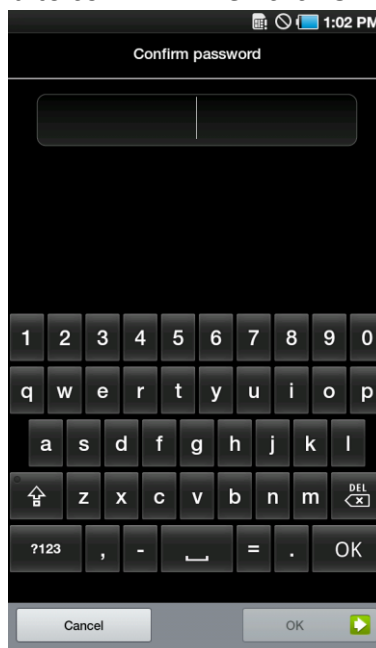 1:02 PM
Confirm password
1 2 3 4 5 6 7 8 9 0
q w e r t y u i o p
a s d f g h j k l
z x c v b n m DEL
?123 , - = . OK
Cancel OK